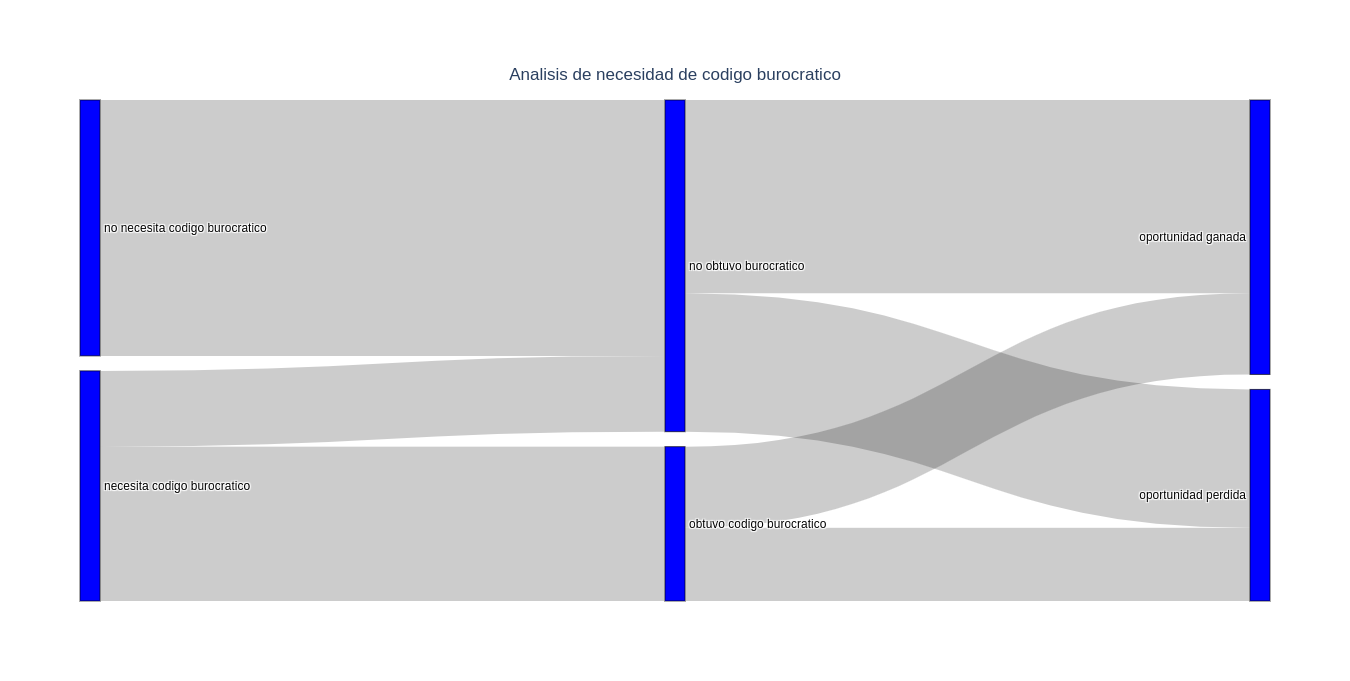 Analisis de necesidad de codigo burocratico
no necesita codigo burocratico
no obtuvo burocratico
oportunidad ganada
necesita codigo burocratico
obtuvo codigo burocratico
oportunidad perdida